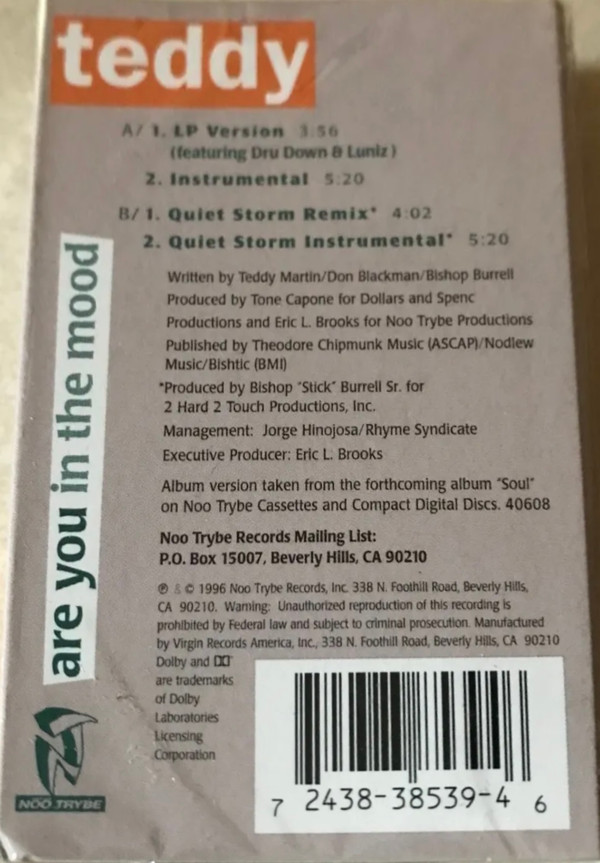 teddy
A/ 1. LP Version 3:56
(featuring Dru Down & Luniz)
2. Instrumental 5:20
B/ 1. Quiet Storm Remix* 4:02
2. Quiet Storm Instrumental* 5:20
are you in the mood
Written by Teddy Martin/Don Blackman/Bishop Burrell
Produced by Tone Capone for Dollars and Spenc
Productions and Eric L. Brooks for Noo Trybe Productions
Published by Theodore Chipmunk Music (ASCAP)/Nodlew
Music/Bishtic (BMI)
*Produced by Bishop "Stick" Burrell Sr. for
2 Hard 2 Touch Productions, Inc.
Management: Jorge Hinojosa/Rhyme Syndicate
Executive Producer: Eric L. Brooks
Album version taken from the forthcoming album "Soul"
on Noo Trybe Cassettes and Compact Digital Discs. 40608
Noo Trybe Records Mailing List:
P.O. Box 15007, Beverly Hills, CA 90210
℗ & © 1996 Noo Trybe Records, Inc. 338 N. Foothill Road, Beverly Hills,
CA 90210. Warning: Unauthorized reproduction of this recording is
prohibited by Federal law and subject to criminal prosecution. Manufactured
by Virgin Records America, Inc., 338 N. Foothill Road, Beverly Hills, CA 90210
Dolby and
are trademarks
of Dolby
Laboratories
Licensing
Corporation
NOO TRYBE
7 2438-38539-4 6